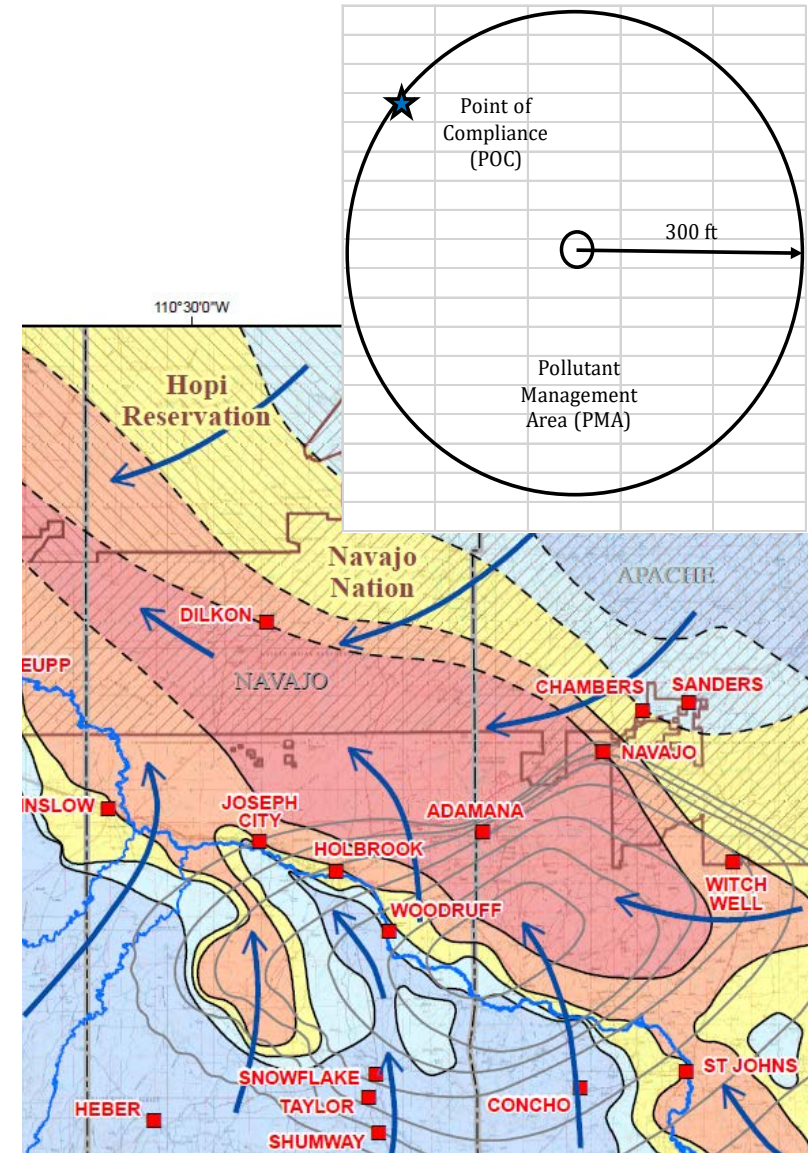 Point of
Compliance
(POC)
300 ft
Pollutant
Management
Area (PMA)
110°30'0"W
Hopi
Reservation
Navajo
Nation
APACHE
DILKON
EUPP
NAVAJO
CHAMBERS
SANDERS
NAVAJO
INSLOW
JOSEPH
CITY
ADAMANA
HOLBROOK
WITCH
WELL
WOODRUFF
SNOWFLAKE
ST JOHNS
TAYLOR
CONCHO
HEBER
SHUMWAY